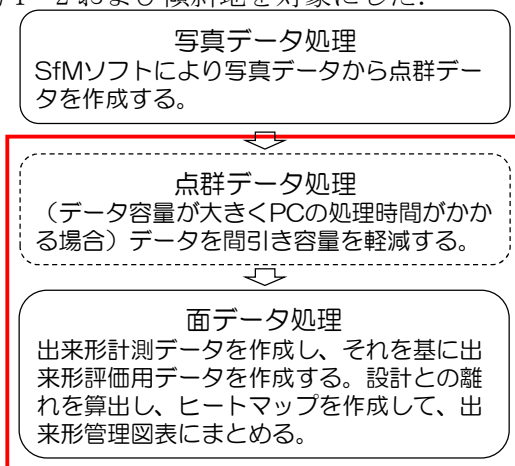 写真データ処理
SfMソフトにより写真データから点群デー
タを作成する。
点群データ処理
（データ容量が大きくPCの処理時間がかか
る場合）データを間引き容量を軽減する。
面データ処理
出来形計測データを作成し、それを基に出
来形評価用データを作成する。設計との離
れを算出し、ヒートマップを作成して、出
来形管理図表にまとめる。